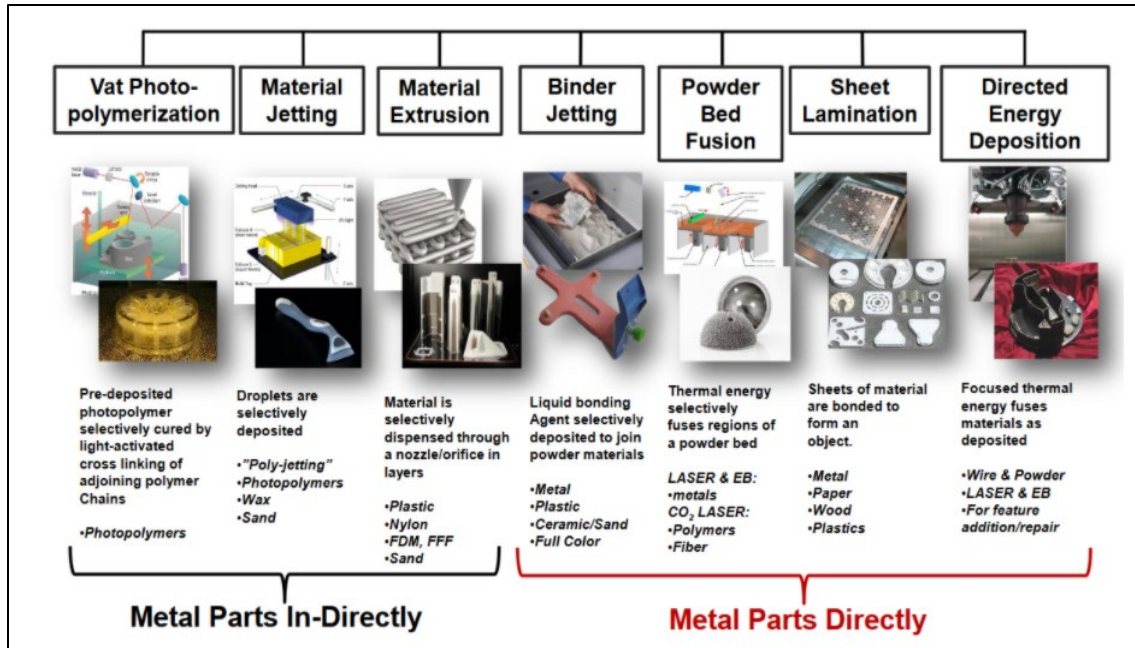 Vat Photo-
polymerization
Material
Jetting
Material
Extrusion
Binder
Jetting
Powder
Bed
Fusion
Sheet
Lamination
Directed
Energy
Deposition
Pre-deposited
photopolymer
selectively cured by
light-activated
cross linking of
adjoining polymer
Chains
•Photopolymers
Droplets are
selectively
deposited
•"Poly-jetting"
•Photopolymers
•Wax
•Sand
Material is
selectively
dispensed through
a nozzle/orifice in
layers
•Plastic
•Nylon
•FDM, FFF
•Sand
Liquid bonding
Agent selectively
deposited to join
powder materials
•Metal
•Plastic
•Ceramic/Sand
•Full Color
Thermal energy
selectively
fuses regions of
a powder bed
LASER & EB:
•metals
CO2 LASER:
•Polymers
•Fiber
Sheets of material
are bonded to
form an
object.
•Metal
•Paper
•Wood
•Plastics
Focused thermal
energy fuses
materials as
deposited
•Wire & Powder
•LASER & EB
•For feature
addition/repair
Metal Parts In-Directly
Metal Parts Directly